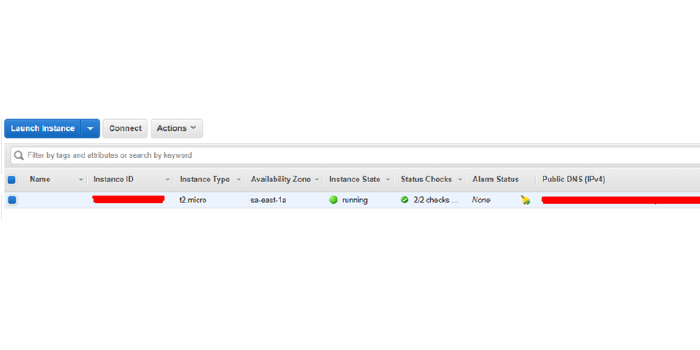 Launch Instance Connect Actions
Filter by tags and attributes or search by keyword
Name Instance ID Instance Type Availability Zone Instance State Status Checks Alarm Status Public DNS (IPv4)
t2.micro sa-east-1a running 2/2 checks ... None